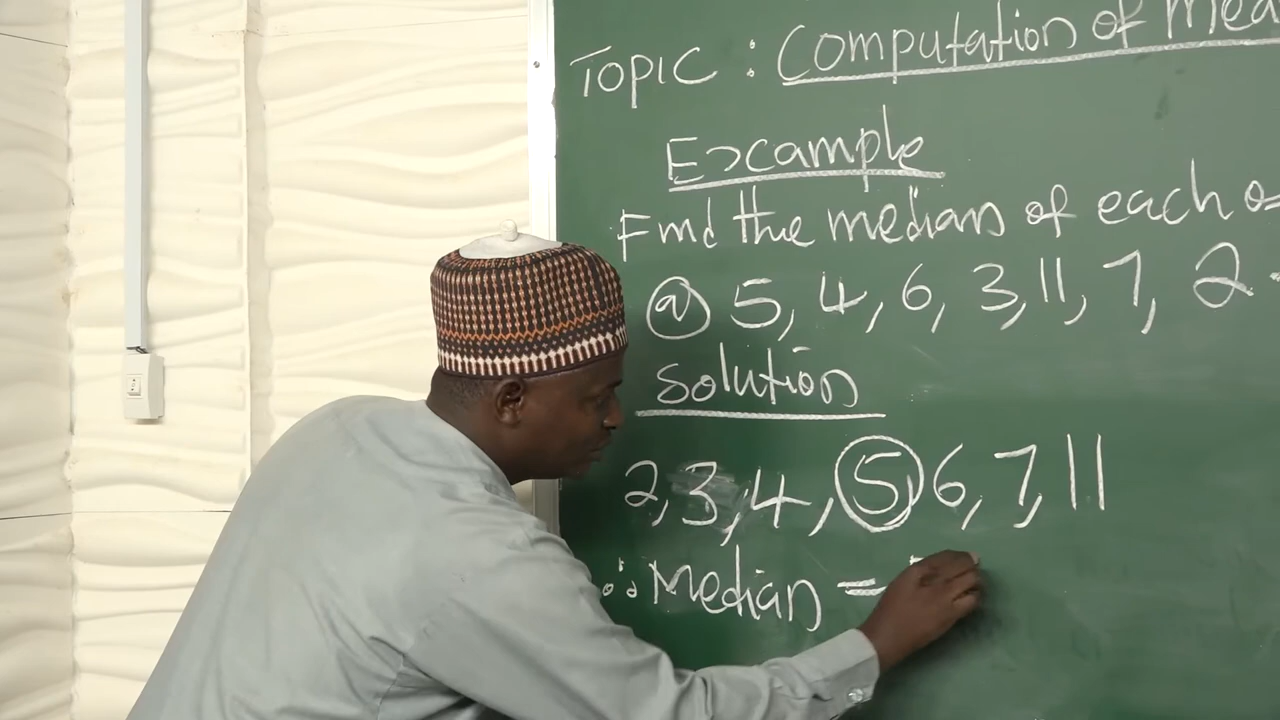 TOPIC : Computation of Mea
Example
Find the median of each o
(a) 5, 4, 6, 3, 11, 7, 2
Solution
2, 3, 4, 5, 6, 7, 11
∴ Median =